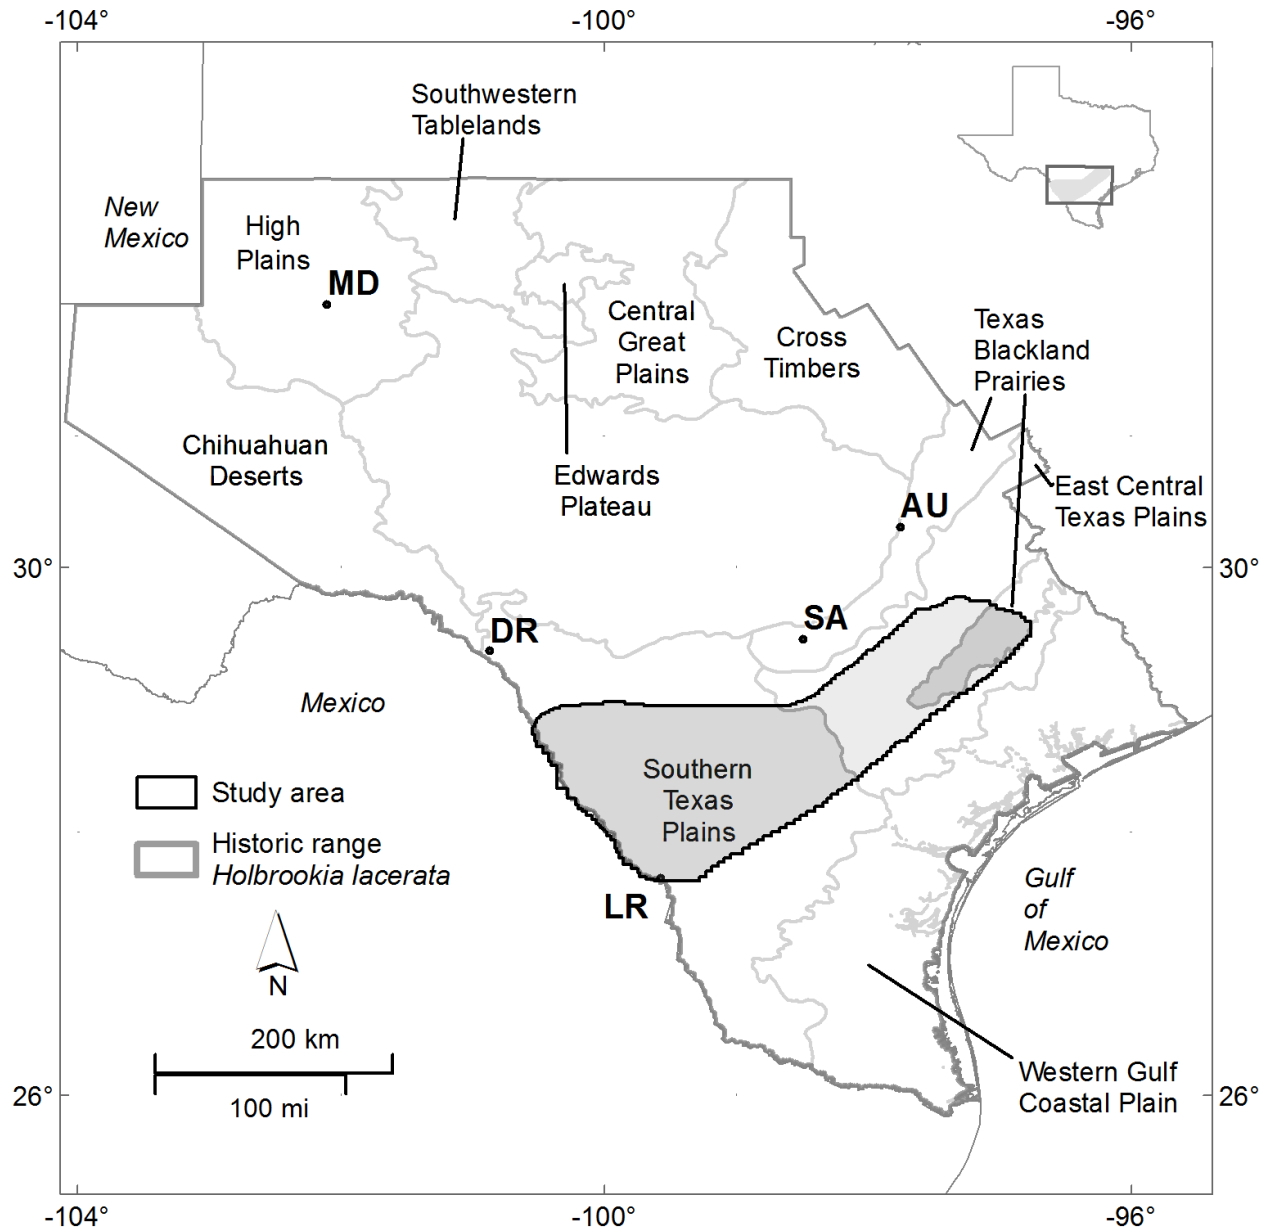 -104°
-100°
-96°
Southwestern
Tablelands
New
Mexico
High
Plains
MD
Central
Great
Plains
Cross
Timbers
Texas
Blackland
Prairies
Chihuahuan
Deserts
Edwards
Plateau
East Central
Texas Plains
AU
30°
30°
DR
SA
Mexico
Southern
Texas
Plains
Study area
Historic range
Holbrookia lacerata
LR
Gulf
of
Mexico
N
200 km
100 mi
Western Gulf
Coastal Plain
26°
26°
-104°
-100°
-96°